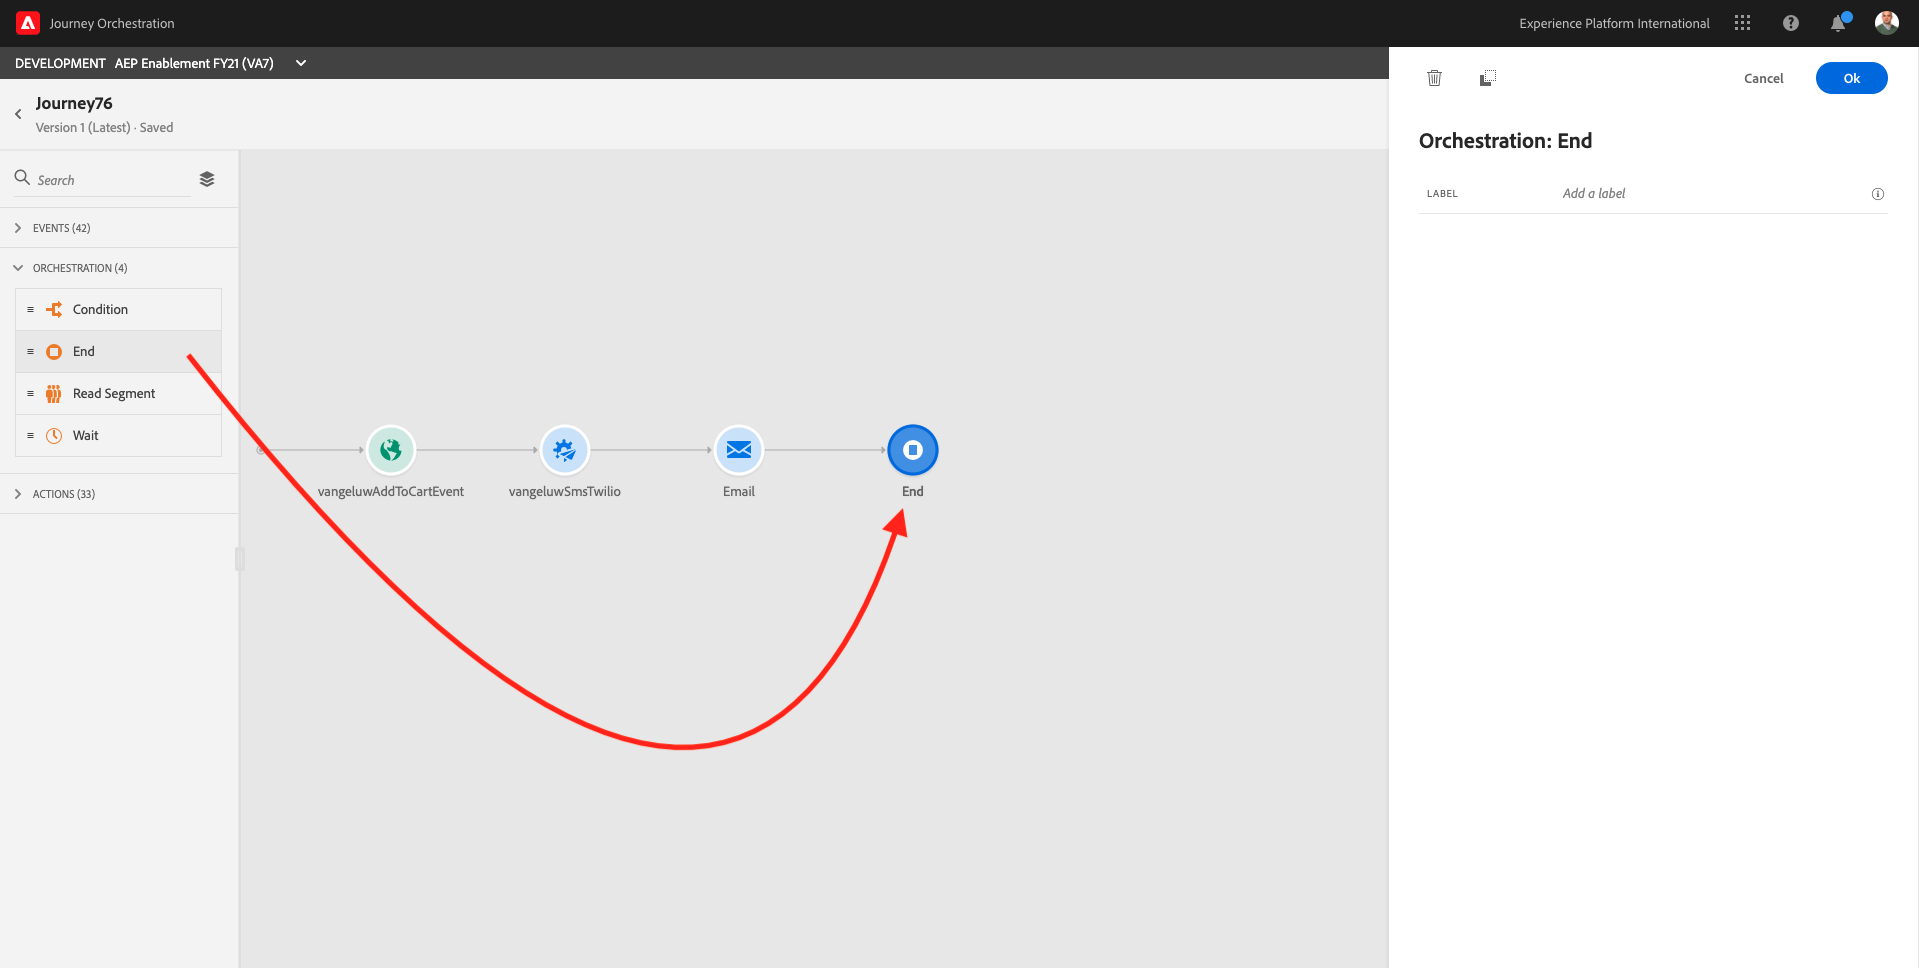 Journey Orchestration
Experience Platform International
DEVELOPMENT AEP Enablement FY21 (VA7)
Journey76
Version 1 (Latest) · Saved
Search
EVENTS (42)
ORCHESTRATION (4)
Condition
End
Read Segment
Wait
ACTIONS (33)
vangeluwAddToCartEvent
vangeluwSmsTwilio
Email
End
Cancel
Ok
Orchestration: End
LABEL
Add a label